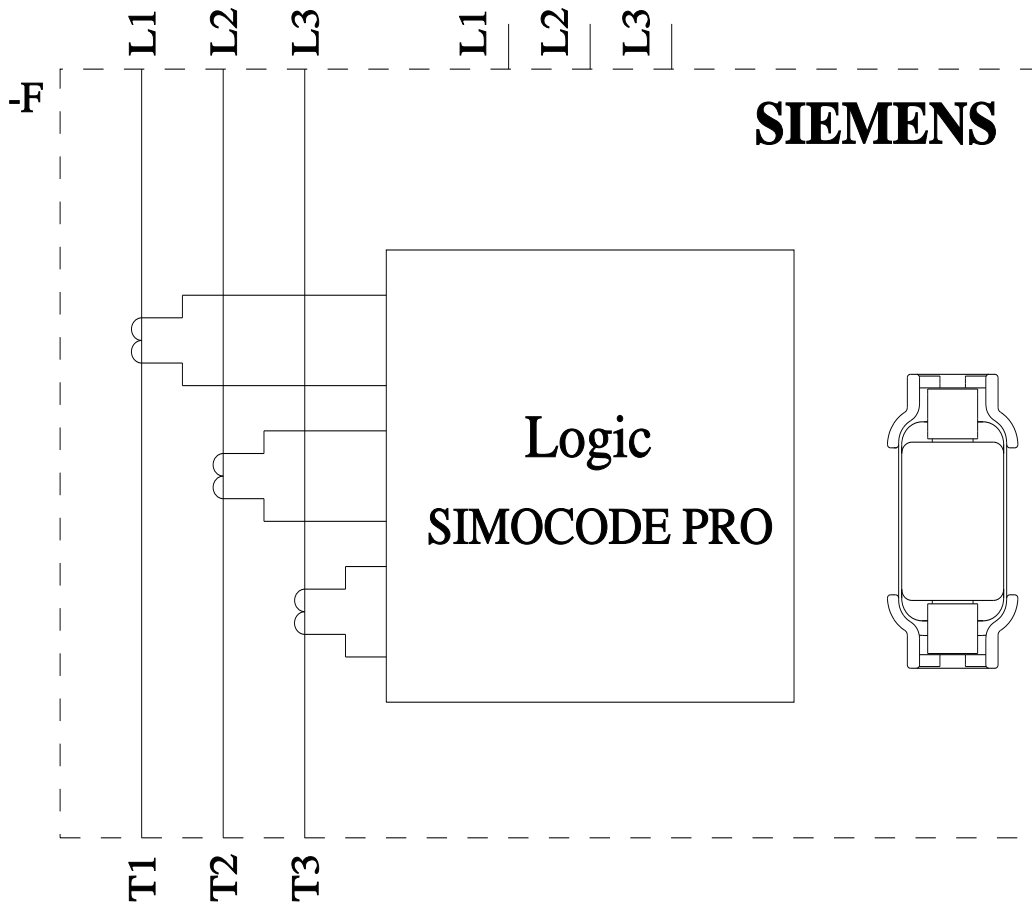 L1 L2 L3 L1 L2 L3
-F
SIEMENS
Logic
SIMOCODE PRO
T1 T2 T3